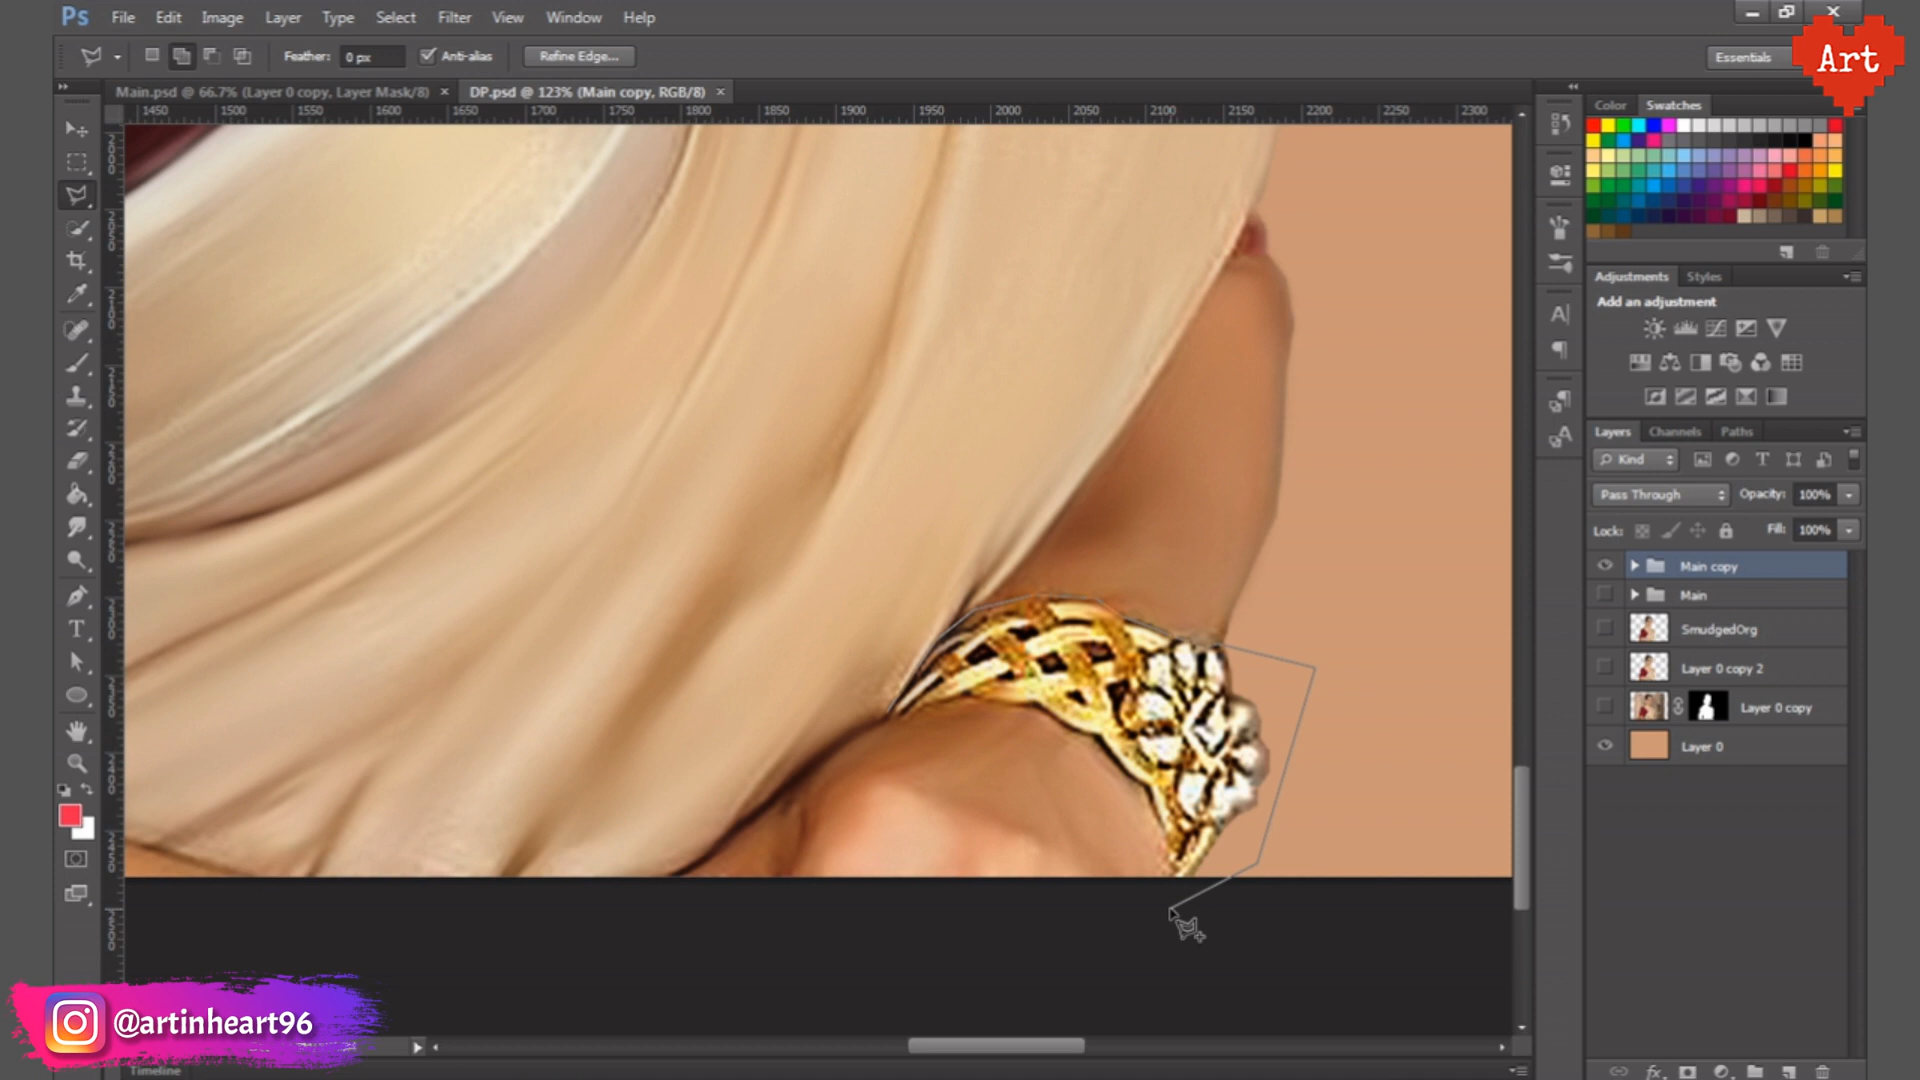 Ps File Edit Image Layer Type Select Filter View Window Help
Feather: 0 px Anti-alias Refine Edge... Essentials
Art
Main.psd @ 66.7% (Layer 0 copy, Layer Mask/8) × DP.psd @ 123% (Main copy, RGB/8) ×
1450 1500 1550 1600 1650 1700 1750 1800 1850 1900 1950 2000 2050 2100 2150 2200 2250 2300
Color Swatches
Adjustments Styles
Add an adjustment
Layers Channels Paths
Kind
Pass Through Opacity: 100%
Lock: Fill: 100%
Main copy
Main
SmudgedOrg
Layer 0 copy 2
Layer 0 copy
Layer 0
@artinheart96
Timeline